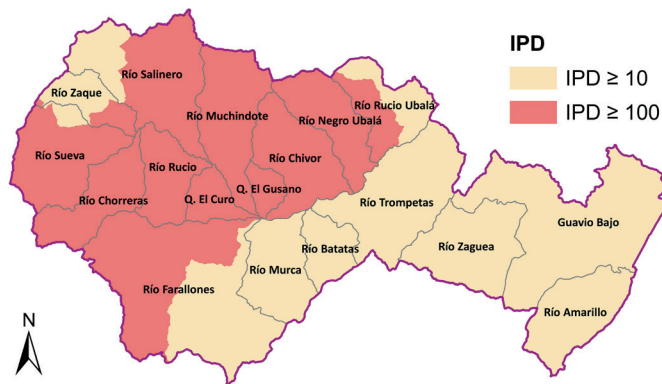 IPD
IPD ≥ 10
IPD ≥ 100
Río Salinero
Río Zaque
Río Muchindote
Río Rucio Ubalá
Río Negro Ubalá
Río Sueva
Río Rucio
Río Chivor
Q. El Gusano
Q. El Curo
Río Chorreras
Río Trompetas
Guavio Bajo
Río Batatas
Río Zaguea
Río Murca
Río Farallones
Río Amarillo
N